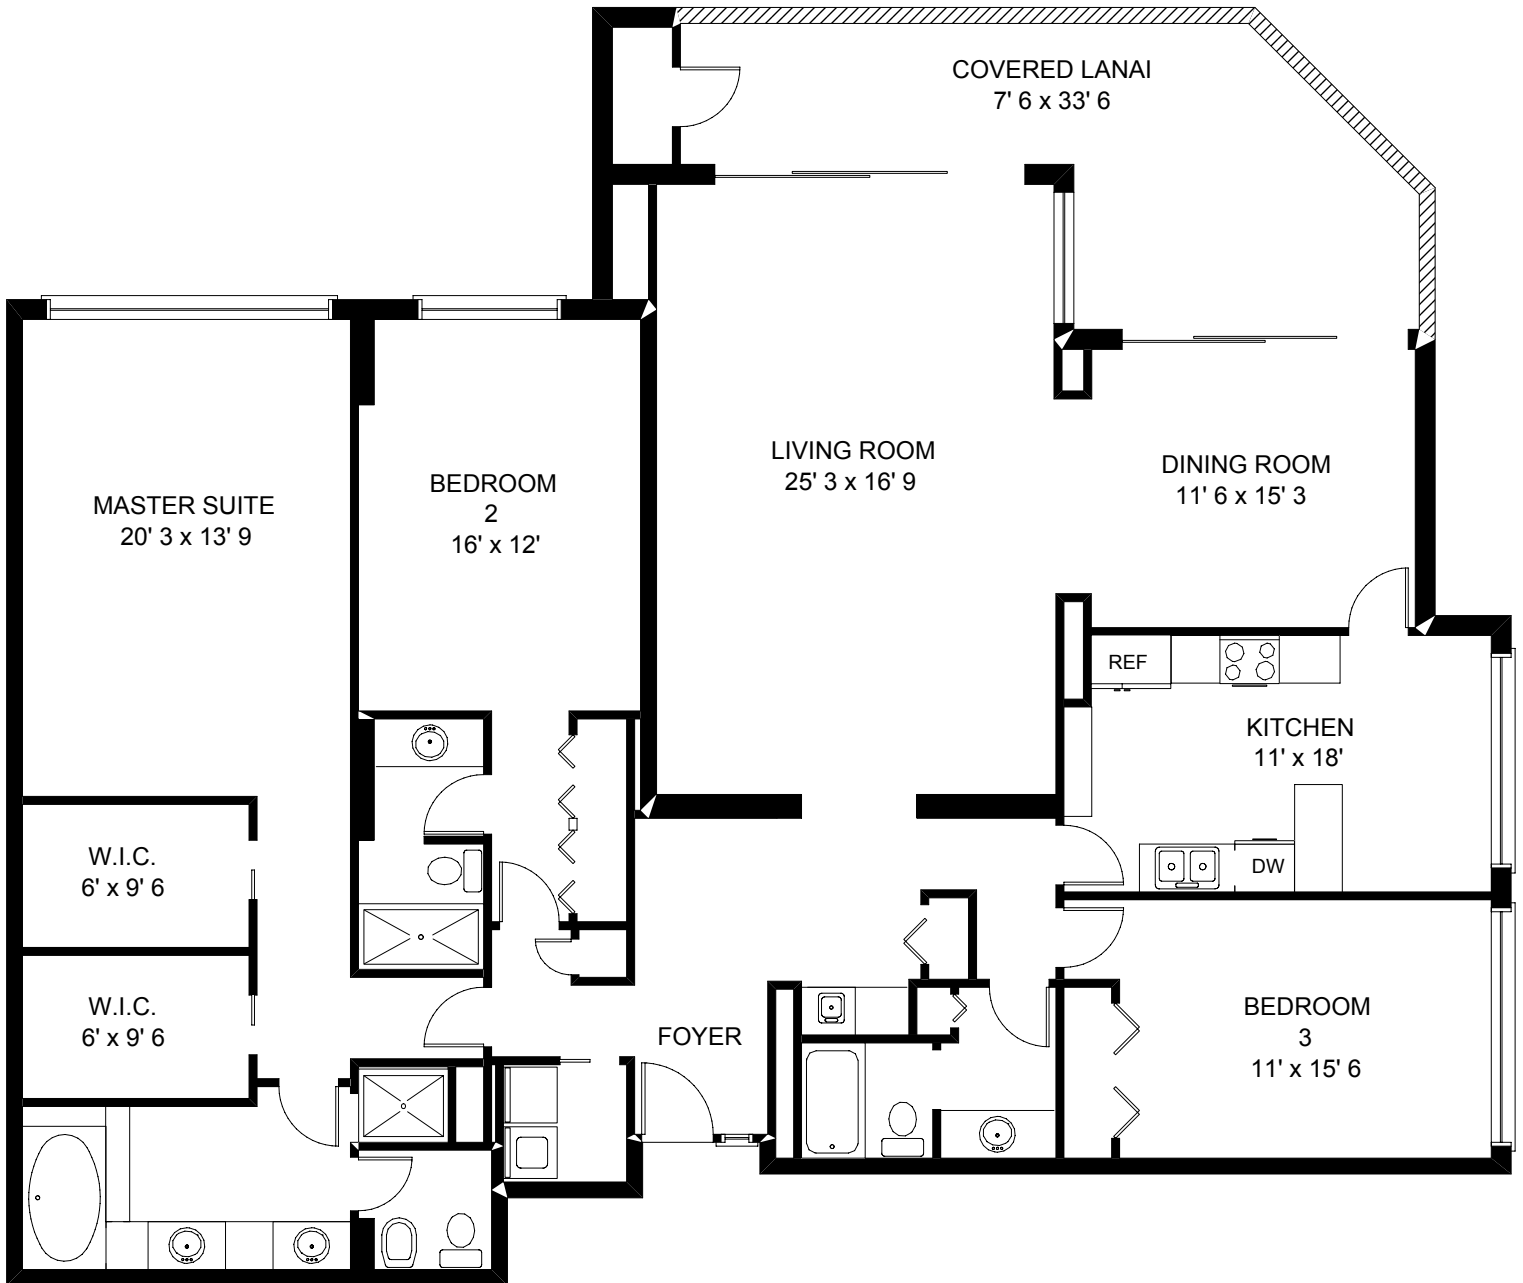 COVERED LANAI
7' 6 x 33' 6
LIVING ROOM
25' 3 x 16' 9
DINING ROOM
11' 6 x 15' 3
BEDROOM
2
16' x 12'
MASTER SUITE
20' 3 x 13' 9
REF
KITCHEN
11' x 18'
DW
W.I.C.
6' x 9' 6
W.I.C.
6' x 9' 6
FOYER
BEDROOM
3
11' x 15' 6